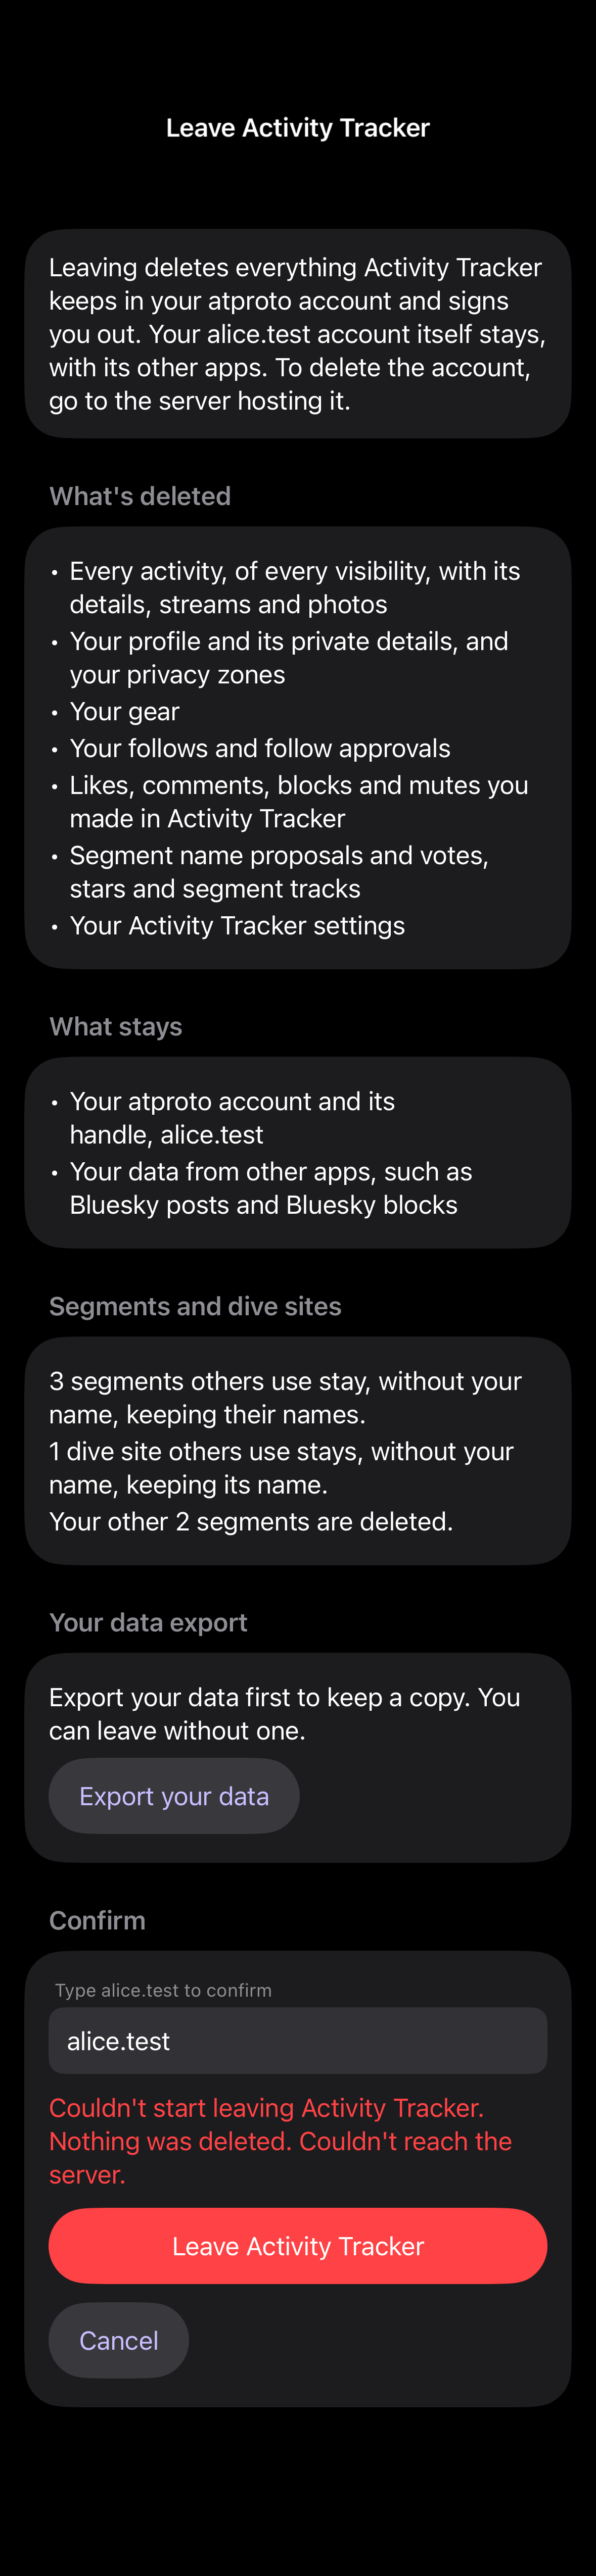 Leave Activity Tracker
Leaving deletes everything Activity Tracker
keeps in your atproto account and signs
you out. Your alice.test account itself stays,
with its other apps. To delete the account,
go to the server hosting it.
What's deleted
• Every activity, of every visibility, with its
details, streams and photos
• Your profile and its private details, and
your privacy zones
• Your gear
• Your follows and follow approvals
• Likes, comments, blocks and mutes you
made in Activity Tracker
• Segment name proposals and votes,
stars and segment tracks
• Your Activity Tracker settings
What stays
• Your atproto account and its
handle, alice.test
• Your data from other apps, such as
Bluesky posts and Bluesky blocks
Segments and dive sites
3 segments others use stay, without your
name, keeping their names.
1 dive site others use stays, without your
name, keeping its name.
Your other 2 segments are deleted.
Your data export
Export your data first to keep a copy. You
can leave without one.
Export your data
Confirm
Type alice.test to confirm
alice.test
Couldn't start leaving Activity Tracker.
Nothing was deleted. Couldn't reach the
server.
Leave Activity Tracker
Cancel